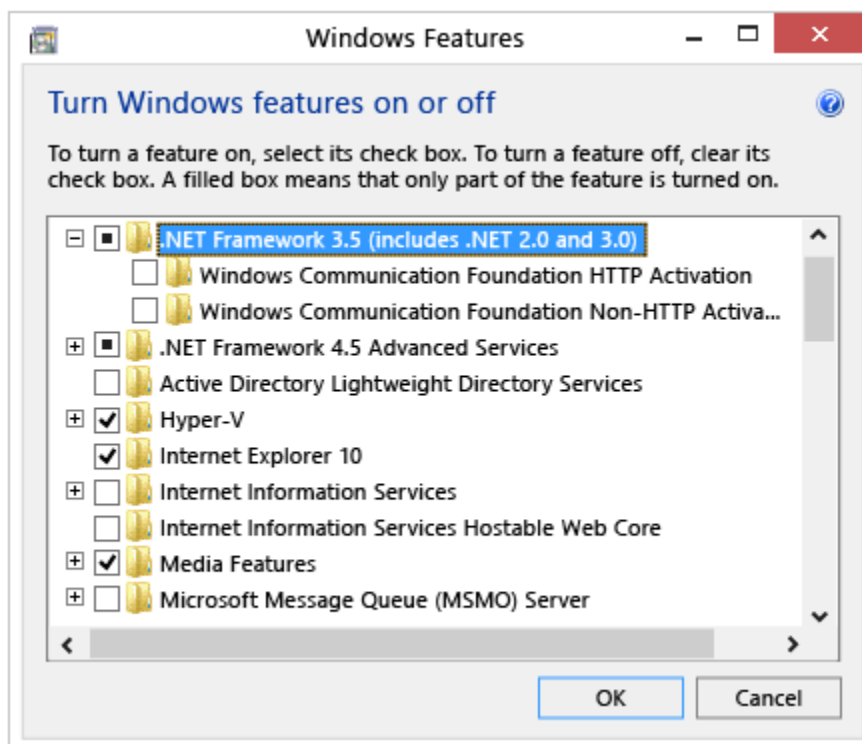 Windows Features
Turn Windows features on or off
To turn a feature on, select its check box. To turn a feature off, clear its
check box. A filled box means that only part of the feature is turned on.
.NET Framework 3.5 (includes .NET 2.0 and 3.0)
Windows Communication Foundation HTTP Activation
Windows Communication Foundation Non-HTTP Activa...
.NET Framework 4.5 Advanced Services
Active Directory Lightweight Directory Services
Hyper-V
Internet Explorer 10
Internet Information Services
Internet Information Services Hostable Web Core
Media Features
Microsoft Message Queue (MSMO) Server
OK Cancel